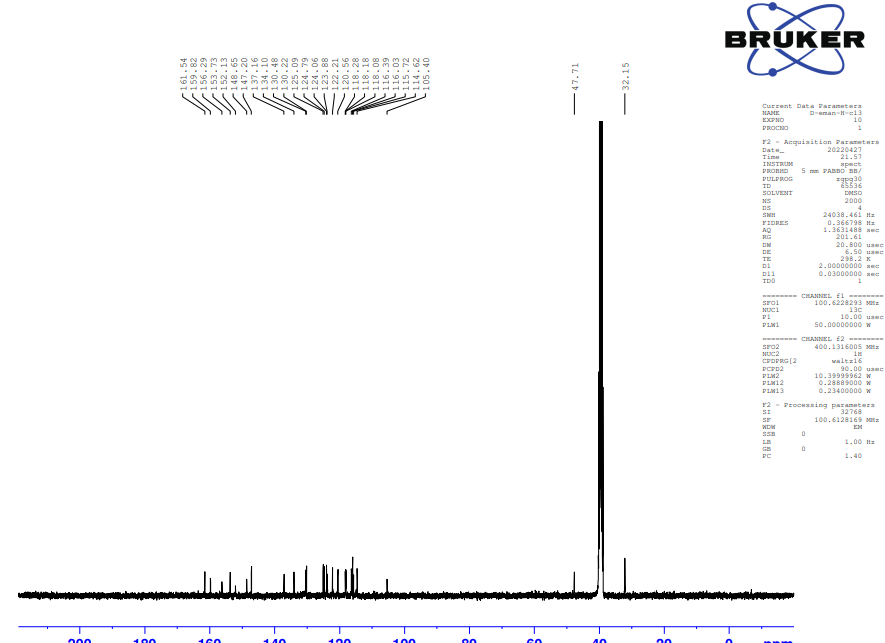 BRUKER
161.54
159.82
156.29
153.73
152.13
148.65
147.20
137.16
134.10
130.48
130.22
125.09
124.79
124.06
123.88
122.21
120.56
118.28
118.18
118.08
116.39
116.03
115.72
114.62
105.40
47.71
32.15
Current Data Parameters
NAME D-eman-H-c13
EXPNO 10
PROCNO 1
F2 - Acquisition Parameters
Date_ 20220427
Time 21.57
INSTRUM spect
PROBHD 5 mm PABBO BB/
PULPROG zgpg30
TD 65536
SOLVENT DMSO
NS 2000
DS 4
SWH 24038.461 Hz
FIDRES 0.366798 Hz
AQ 1.3631488 sec
RG 201.61
DW 20.800 usec
DE 6.50 usec
TE 298.2 K
D1 2.00000000 sec
D11 0.03000000 sec
TD0 1
======== CHANNEL f1 ========
SFO1 100.6228293 MHz
NUC1 13C
P1 10.00 usec
PLW1 50.00000000 W
======== CHANNEL f2 ========
SFO2 400.1316005 MHz
NUC2 1H
CPDPRG[2 waltz16
PCPD2 90.00 usec
PLW2 10.39999962 W
PLW12 0.28889000 W
PLW13 0.23400000 W
F2 - Processing parameters
SI 32768
SF 100.6128169 MHz
WDW EM
SSB 0
LB 1.00 Hz
GB 0
PC 1.40
200 180 160 140 120 100 80 60 40 20 0 ppm